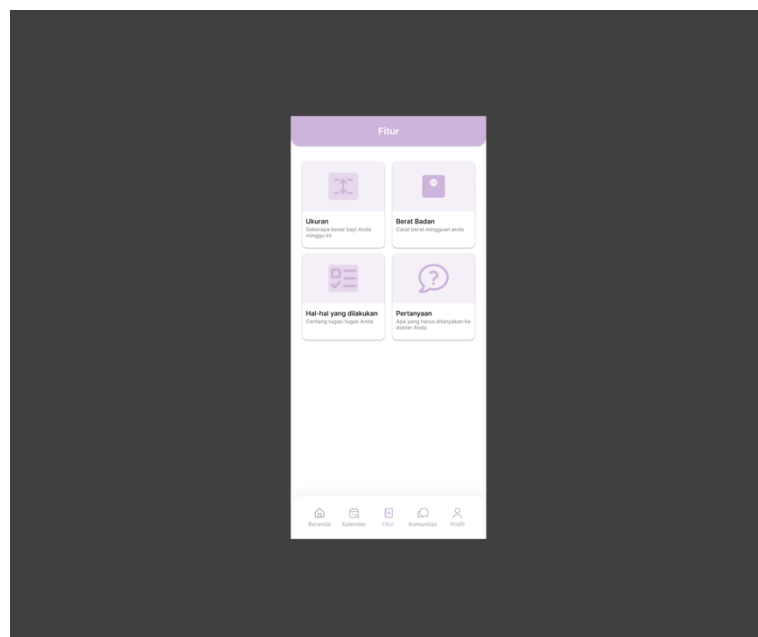 Fitur
Ukuran
Seberapa besar bayi Anda
minggu ini
Berat Badan
Catat berat mingguan anda
Hal-hal yang dilakukan
Centang tugas-tugas Anda
Pertanyaan
Apa yang harus ditanyakan ke
dokter Anda
Beranda Kalender Fitur Komunitas Profil